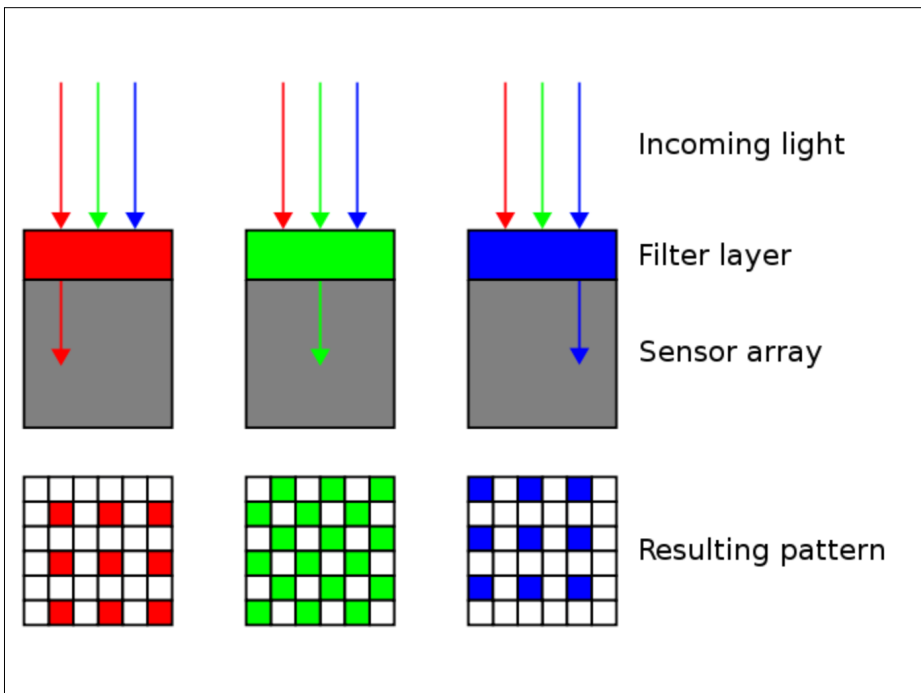 Incoming light
Filter layer
Sensor array
Resulting pattern